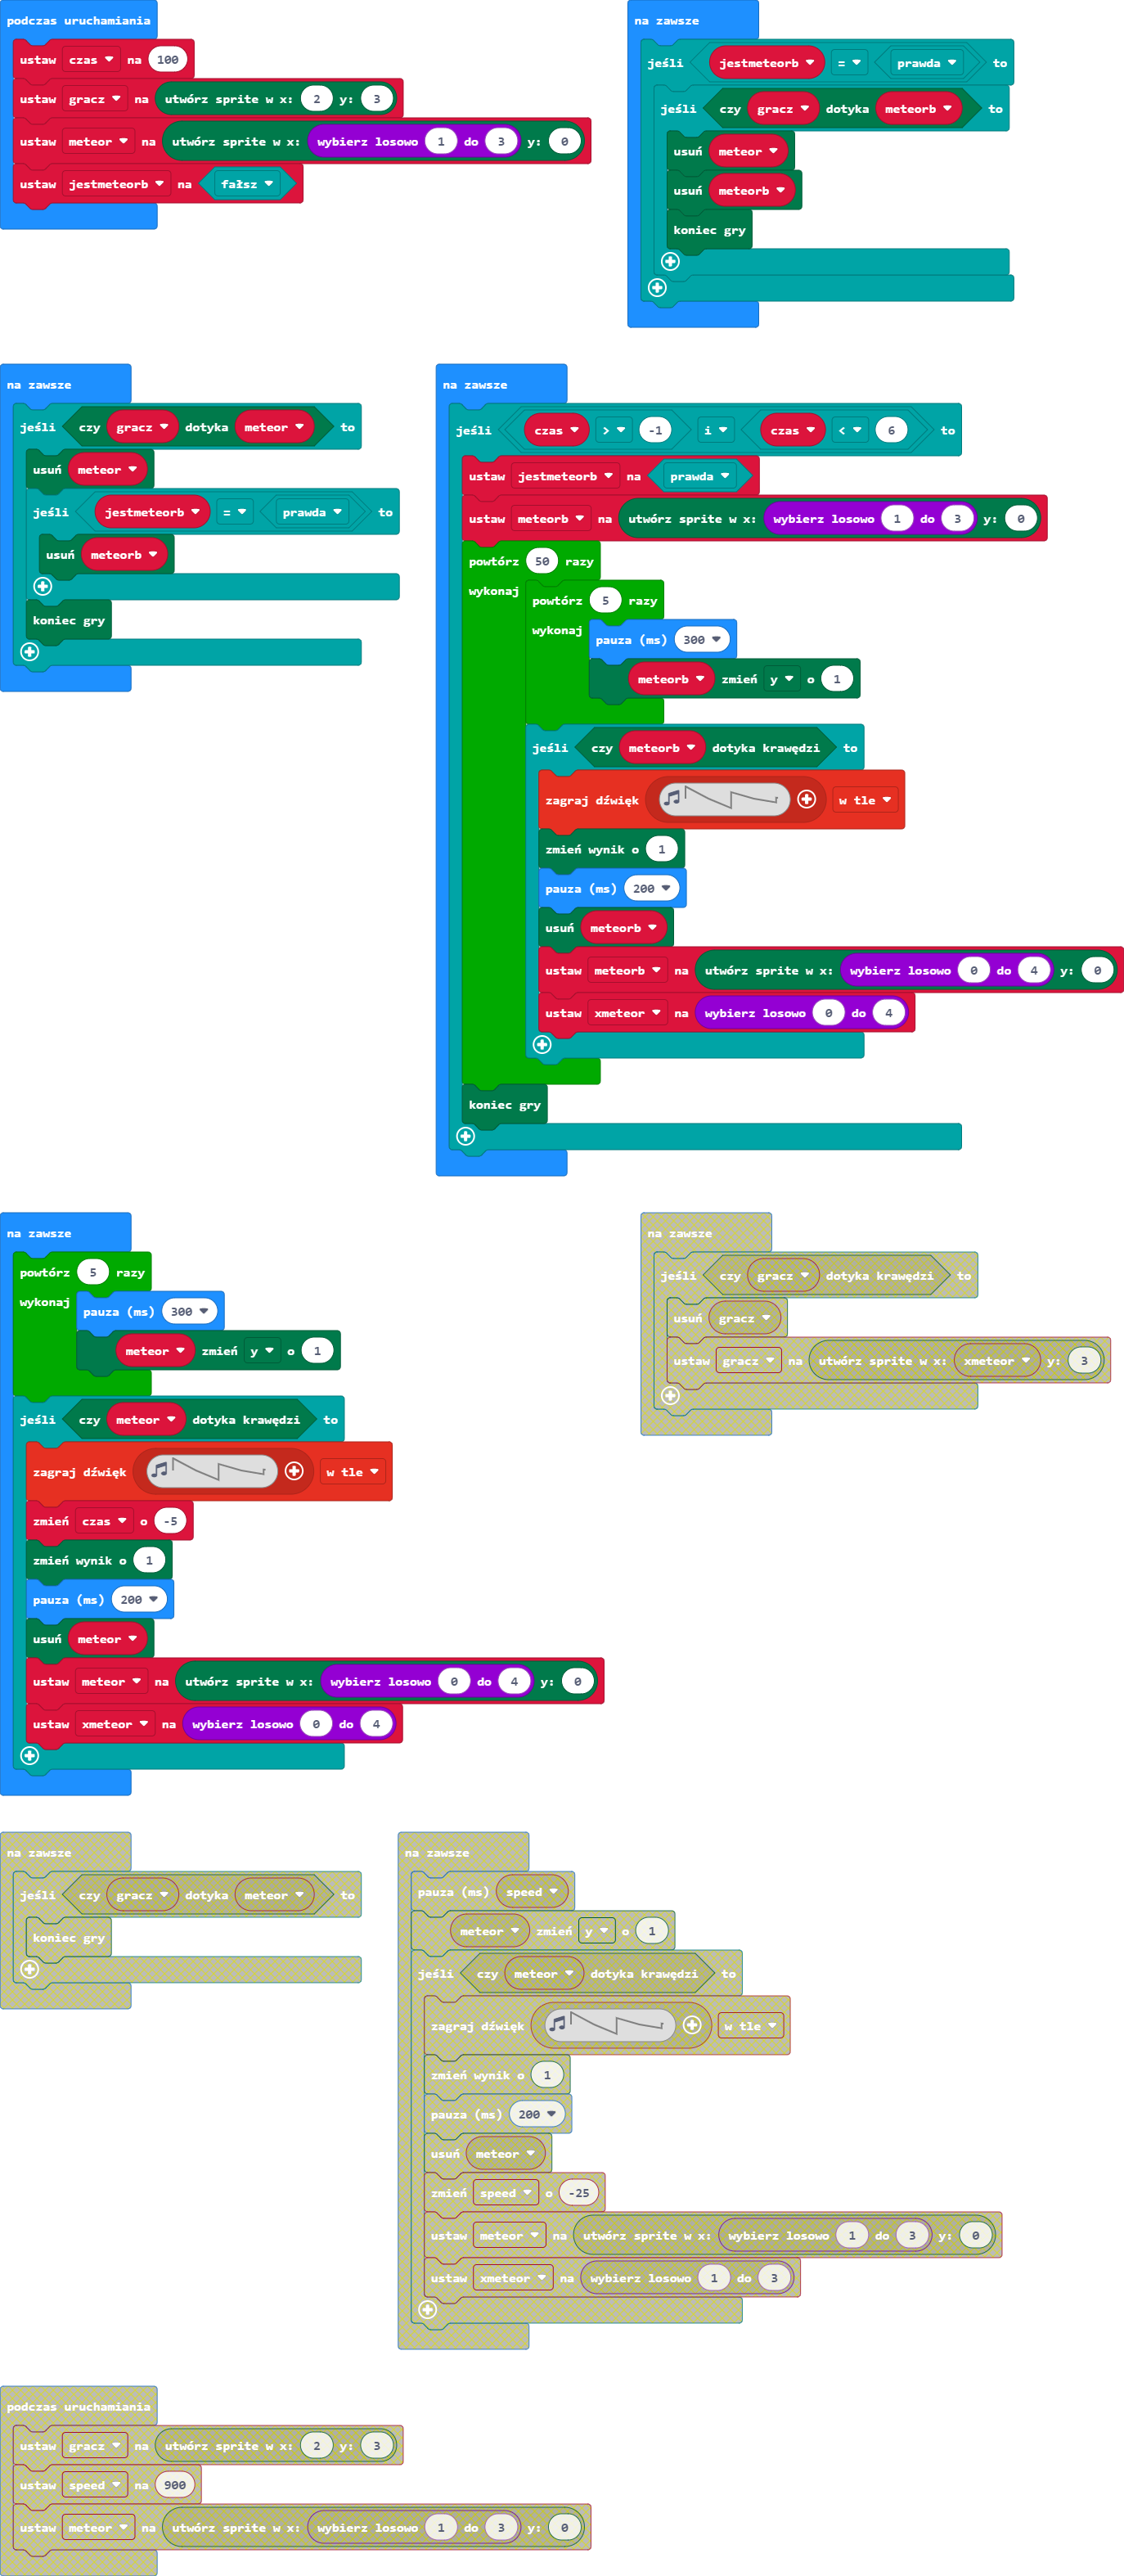 podczas uruchamiania
ustaw czas na 100
ustaw gracz na utwórz sprite w x: 2 y: 3
ustaw meteor na utwórz sprite w x: wybierz losowo 1 do 3 y: 0
ustaw jestmeteorb na fałsz
na zawsze
jeśli jestmeteorb = prawda to
jeśli czy gracz dotyka meteorb to
usuń meteor
usuń meteorb
koniec gry
na zawsze
jeśli czy gracz dotyka meteor to
usuń meteor
jeśli jestmeteorb = prawda to
usuń meteorb
koniec gry
na zawsze
jeśli czas > -1 i czas < 6 to
ustaw jestmeteorb na prawda
ustaw meteorb na utwórz sprite w x: wybierz losowo 1 do 3 y: 0
powtórz 50 razy
wykonaj
powtórz 5 razy
wykonaj
pauza (ms) 300
meteorb zmień y o 1
jeśli czy meteorb dotyka krawędzi to
zagraj dźwięk w tle
zmień wynik o 1
pauza (ms) 200
usuń meteorb
ustaw meteorb na utwórz sprite w x: wybierz losowo 0 do 4 y: 0
ustaw xmeteor na wybierz losowo 0 do 4
koniec gry
na zawsze
powtórz 5 razy
wykonaj
pauza (ms) 300
meteor zmień y o 1
jeśli czy meteor dotyka krawędzi to
zagraj dźwięk w tle
zmień czas o -5
zmień wynik o 1
pauza (ms) 200
usuń meteor
ustaw meteor na utwórz sprite w x: wybierz losowo 0 do 4 y: 0
ustaw xmeteor na wybierz losowo 0 do 4
na zawsze
jeśli czy gracz dotyka krawędzi to
usuń gracz
ustaw gracz na utwórz sprite w x: xmeteor y: 3
na zawsze
jeśli czy gracz dotyka meteor to
koniec gry
na zawsze
pauza (ms) speed
meteor zmień y o 1
jeśli czy meteor dotyka krawędzi to
zagraj dźwięk w tle
zmień wynik o 1
pauza (ms) 200
usuń meteor
zmień speed o -25
ustaw meteor na utwórz sprite w x: wybierz losowo 1 do 3 y: 0
ustaw xmeteor na wybierz losowo 1 do 3
podczas uruchamiania
ustaw gracz na utwórz sprite w x: 2 y: 3
ustaw speed na 900
ustaw meteor na utwórz sprite w x: wybierz losowo 1 do 3 y: 0